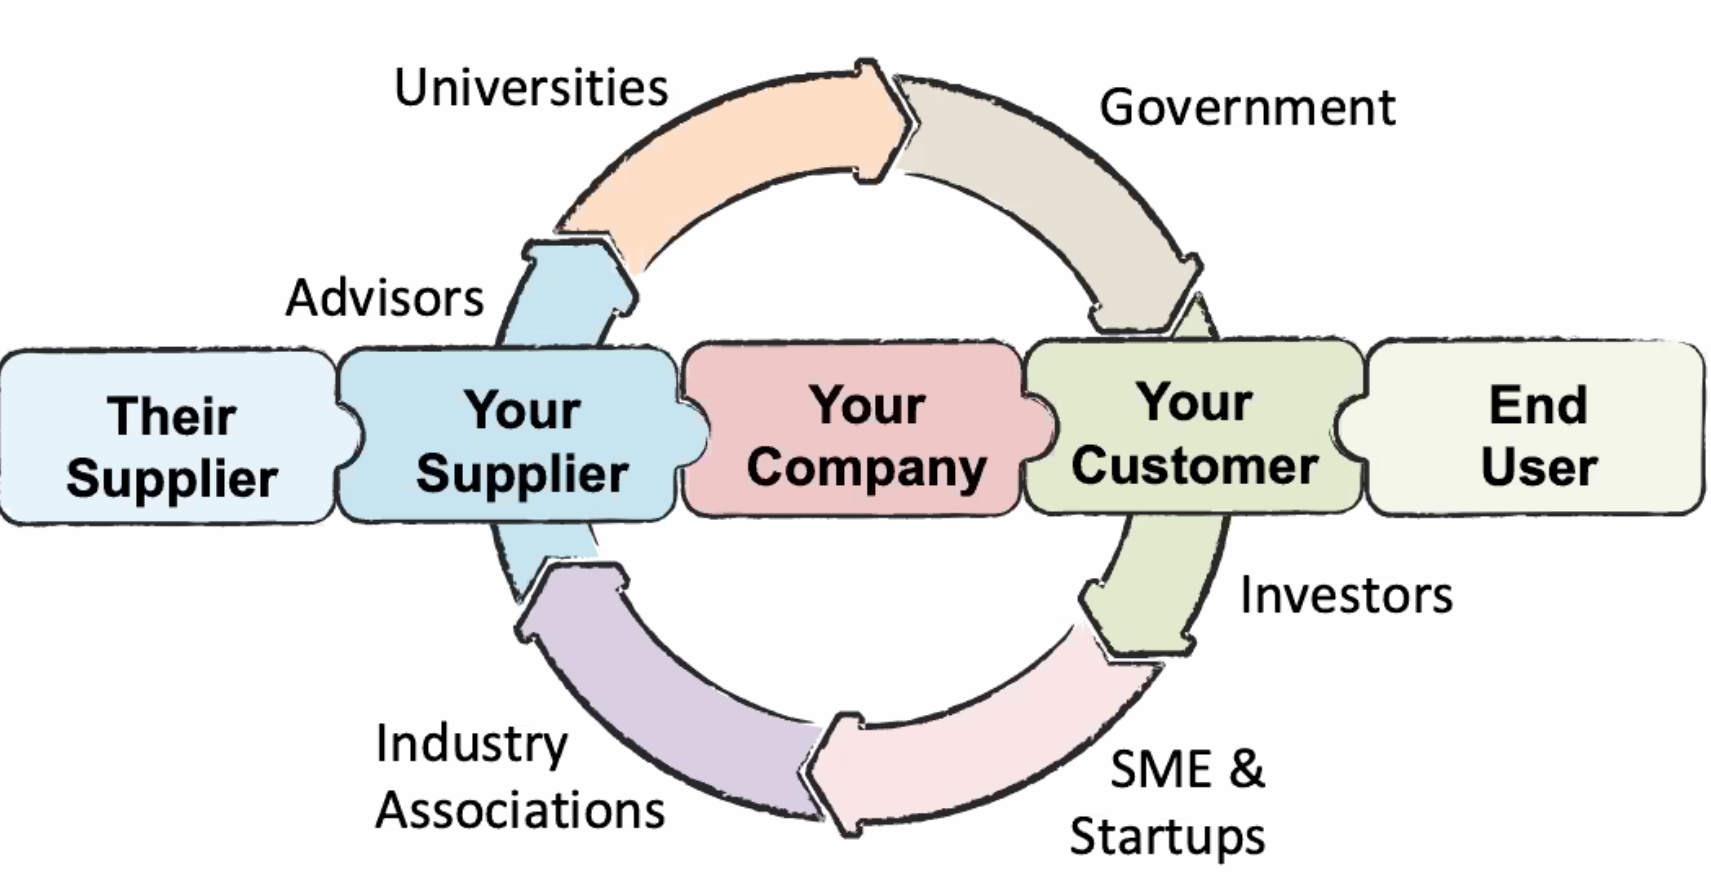 Universities
Government
Advisors
Their
Supplier
Your
Supplier
Your
Company
Your
Customer
End
User
Investors
Industry
Associations
SME &
Startups